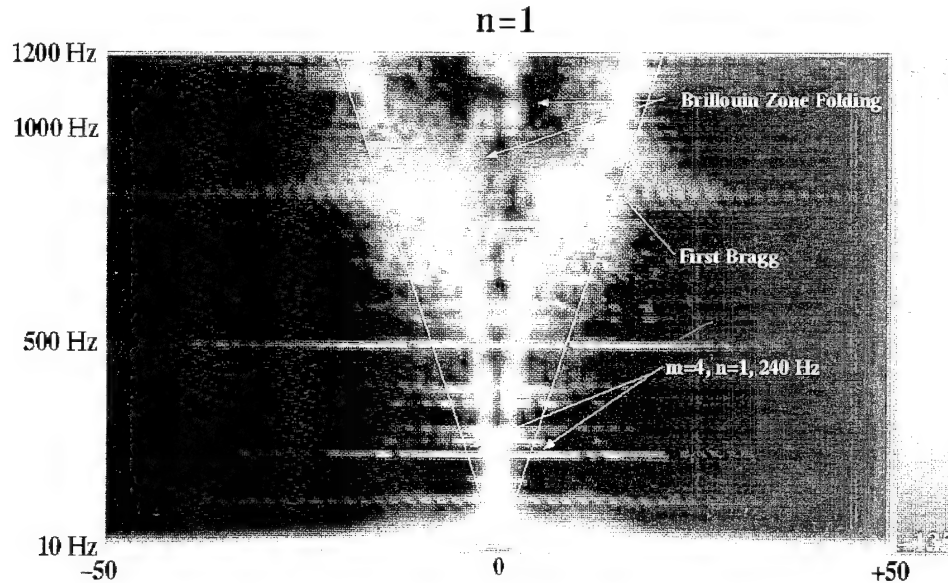 n=1
1200 Hz
Brillouin Zone Folding
1000 Hz
First Bragg
500 Hz
m=4, n=1, 240 Hz
10 Hz
-50
0
+50